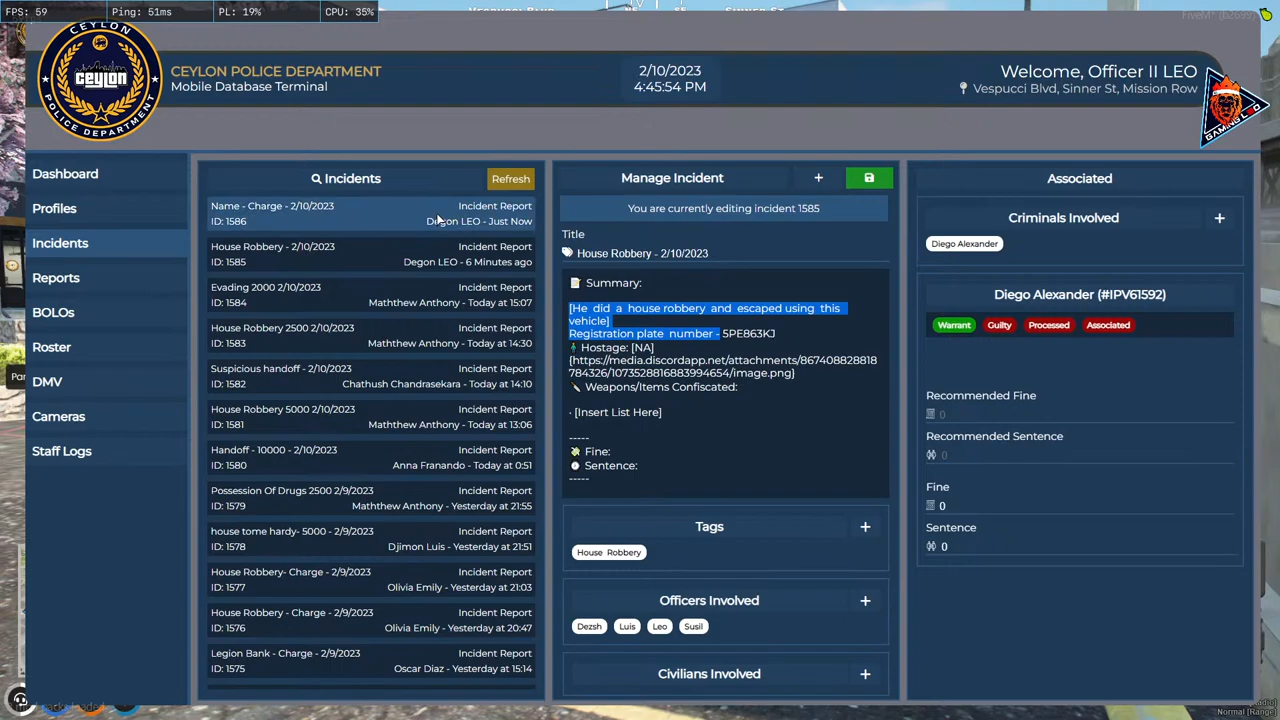 FPS: 59 Ping: 51ms PL: 19% CPU: 35%
FiveM® (b2699)
CEYLON
POLICE DEPARTMENT
CEYLON POLICE DEPARTMENT
Mobile Database Terminal
2/10/2023
4:45:54 PM
Welcome, Officer II LEO
Vespucci Blvd, Sinner St, Mission Row
GAMING LEO
Dashboard
Profiles
Incidents
Reports
BOLOs
Roster
DMV
Cameras
Staff Logs
Incidents
Refresh
Name - Charge - 2/10/2023 Incident Report
ID: 1586 Degon LEO - Just Now
House Robbery - 2/10/2023 Incident Report
ID: 1585 Degon LEO - 6 Minutes ago
Evading 2000 2/10/2023 Incident Report
ID: 1584 Maththew Anthony - Today at 15:07
House Robbery 2500 2/10/2023 Incident Report
ID: 1583 Maththew Anthony - Today at 14:30
Suspicious handoff - 2/10/2023 Incident Report
ID: 1582 Chathush Chandrasekara - Today at 14:10
House Robbery 5000 2/10/2023 Incident Report
ID: 1581 Maththew Anthony - Today at 13:06
Handoff - 10000 - 2/10/2023 Incident Report
ID: 1580 Anna Franando - Today at 0:51
Possession Of Drugs 2500 2/9/2023 Incident Report
ID: 1579 Maththew Anthony - Yesterday at 21:55
house tome hardy- 5000 - 2/9/2023 Incident Report
ID: 1578 Djimon Luis - Yesterday at 21:51
House Robbery- Charge - 2/9/2023 Incident Report
ID: 1577 Olivia Emily - Yesterday at 21:03
House Robbery - Charge - 2/9/2023 Incident Report
ID: 1576 Olivia Emily - Yesterday at 20:47
Legion Bank - Charge - 2/9/2023 Incident Report
ID: 1575 Oscar Diaz - Yesterday at 15:14
Manage Incident
You are currently editing incident 1585
Title
House Robbery - 2/10/2023
📝 Summary:
[He did a house robbery and escaped using this
vehicle]
Registration plate number - 5PE863KJ
🧍 Hostage: [NA]
{https://media.discordapp.net/attachments/867408828818
784326/1073528816883994654/image.png}
🔪 Weapons/Items Confiscated:
· [Insert List Here]
-----
💸 Fine:
🕐 Sentence:
-----
Tags
House Robbery
Officers Involved
Dezsh Luis Leo Susil
Civilians Involved
Associated
Criminals Involved
Diego Alexander
Diego Alexander (#IPV61592)
Warrant Guilty Processed Associated
Recommended Fine
0
Recommended Sentence
0
Fine
0
Sentence
0
Normal [Range]